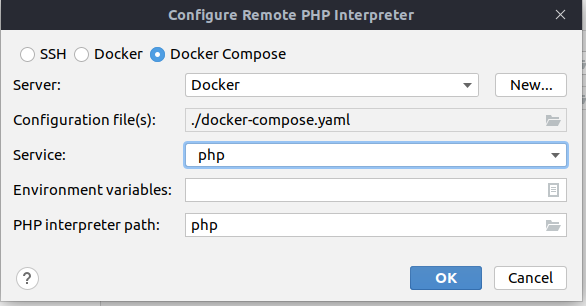 Configure Remote PHP Interpreter
SSH Docker Docker Compose
Server: Docker New...
Configuration file(s): ./docker-compose.yaml
Service: php
Environment variables:
PHP interpreter path: php
? OK Cancel